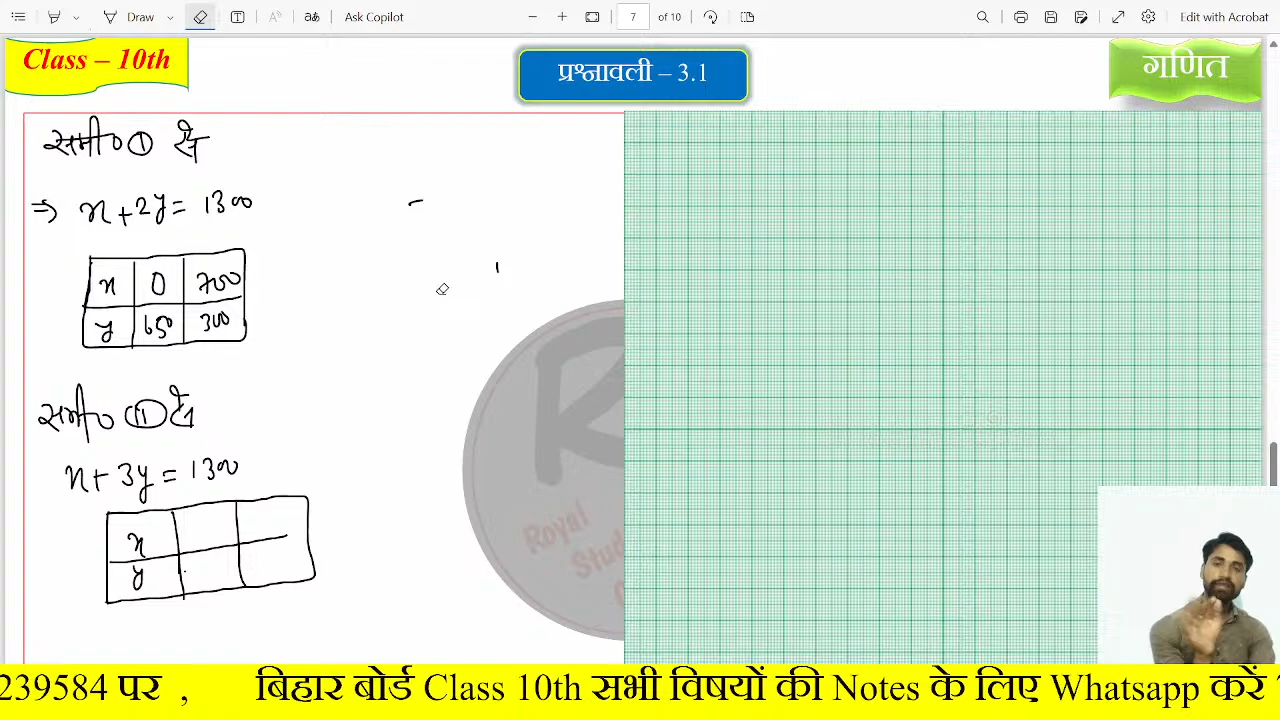 Draw
Ask Copilot
7 of 10
Edit with Acrobat
Class – 10th
प्रश्नावली – 3.1
गणित
समी० ① से
⇒ x + 2y = 1300
x 0 700
y 650 300
समी० ⑪ से
x + 3y = 1300
x
y
Royal
239584 पर , बिहार बोर्ड Class 10th सभी विषयों की Notes के लिए Whatsapp करें